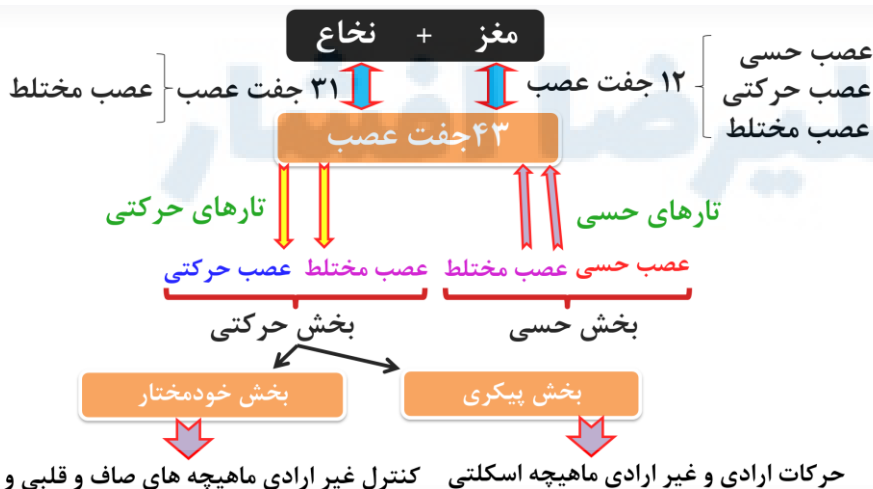 مغز + نخاع
عصب حسی
عصب حرکتی
عصب مختلط
۱۲ جفت عصب
۳۱ جفت عصب
عصب مختلط
۴۳جفت عصب
تارهای حسی
تارهای حرکتی
عصب حسی عصب مختلط
عصب مختلط عصب حرکتی
بخش حسی
بخش حرکتی
بخش پیکری
بخش خودمختار
حرکات ارادی و غیر ارادی ماهیچه اسکلتی
کنترل غیر ارادی ماهیچه های صاف و قلبی و
علیرضا افشار